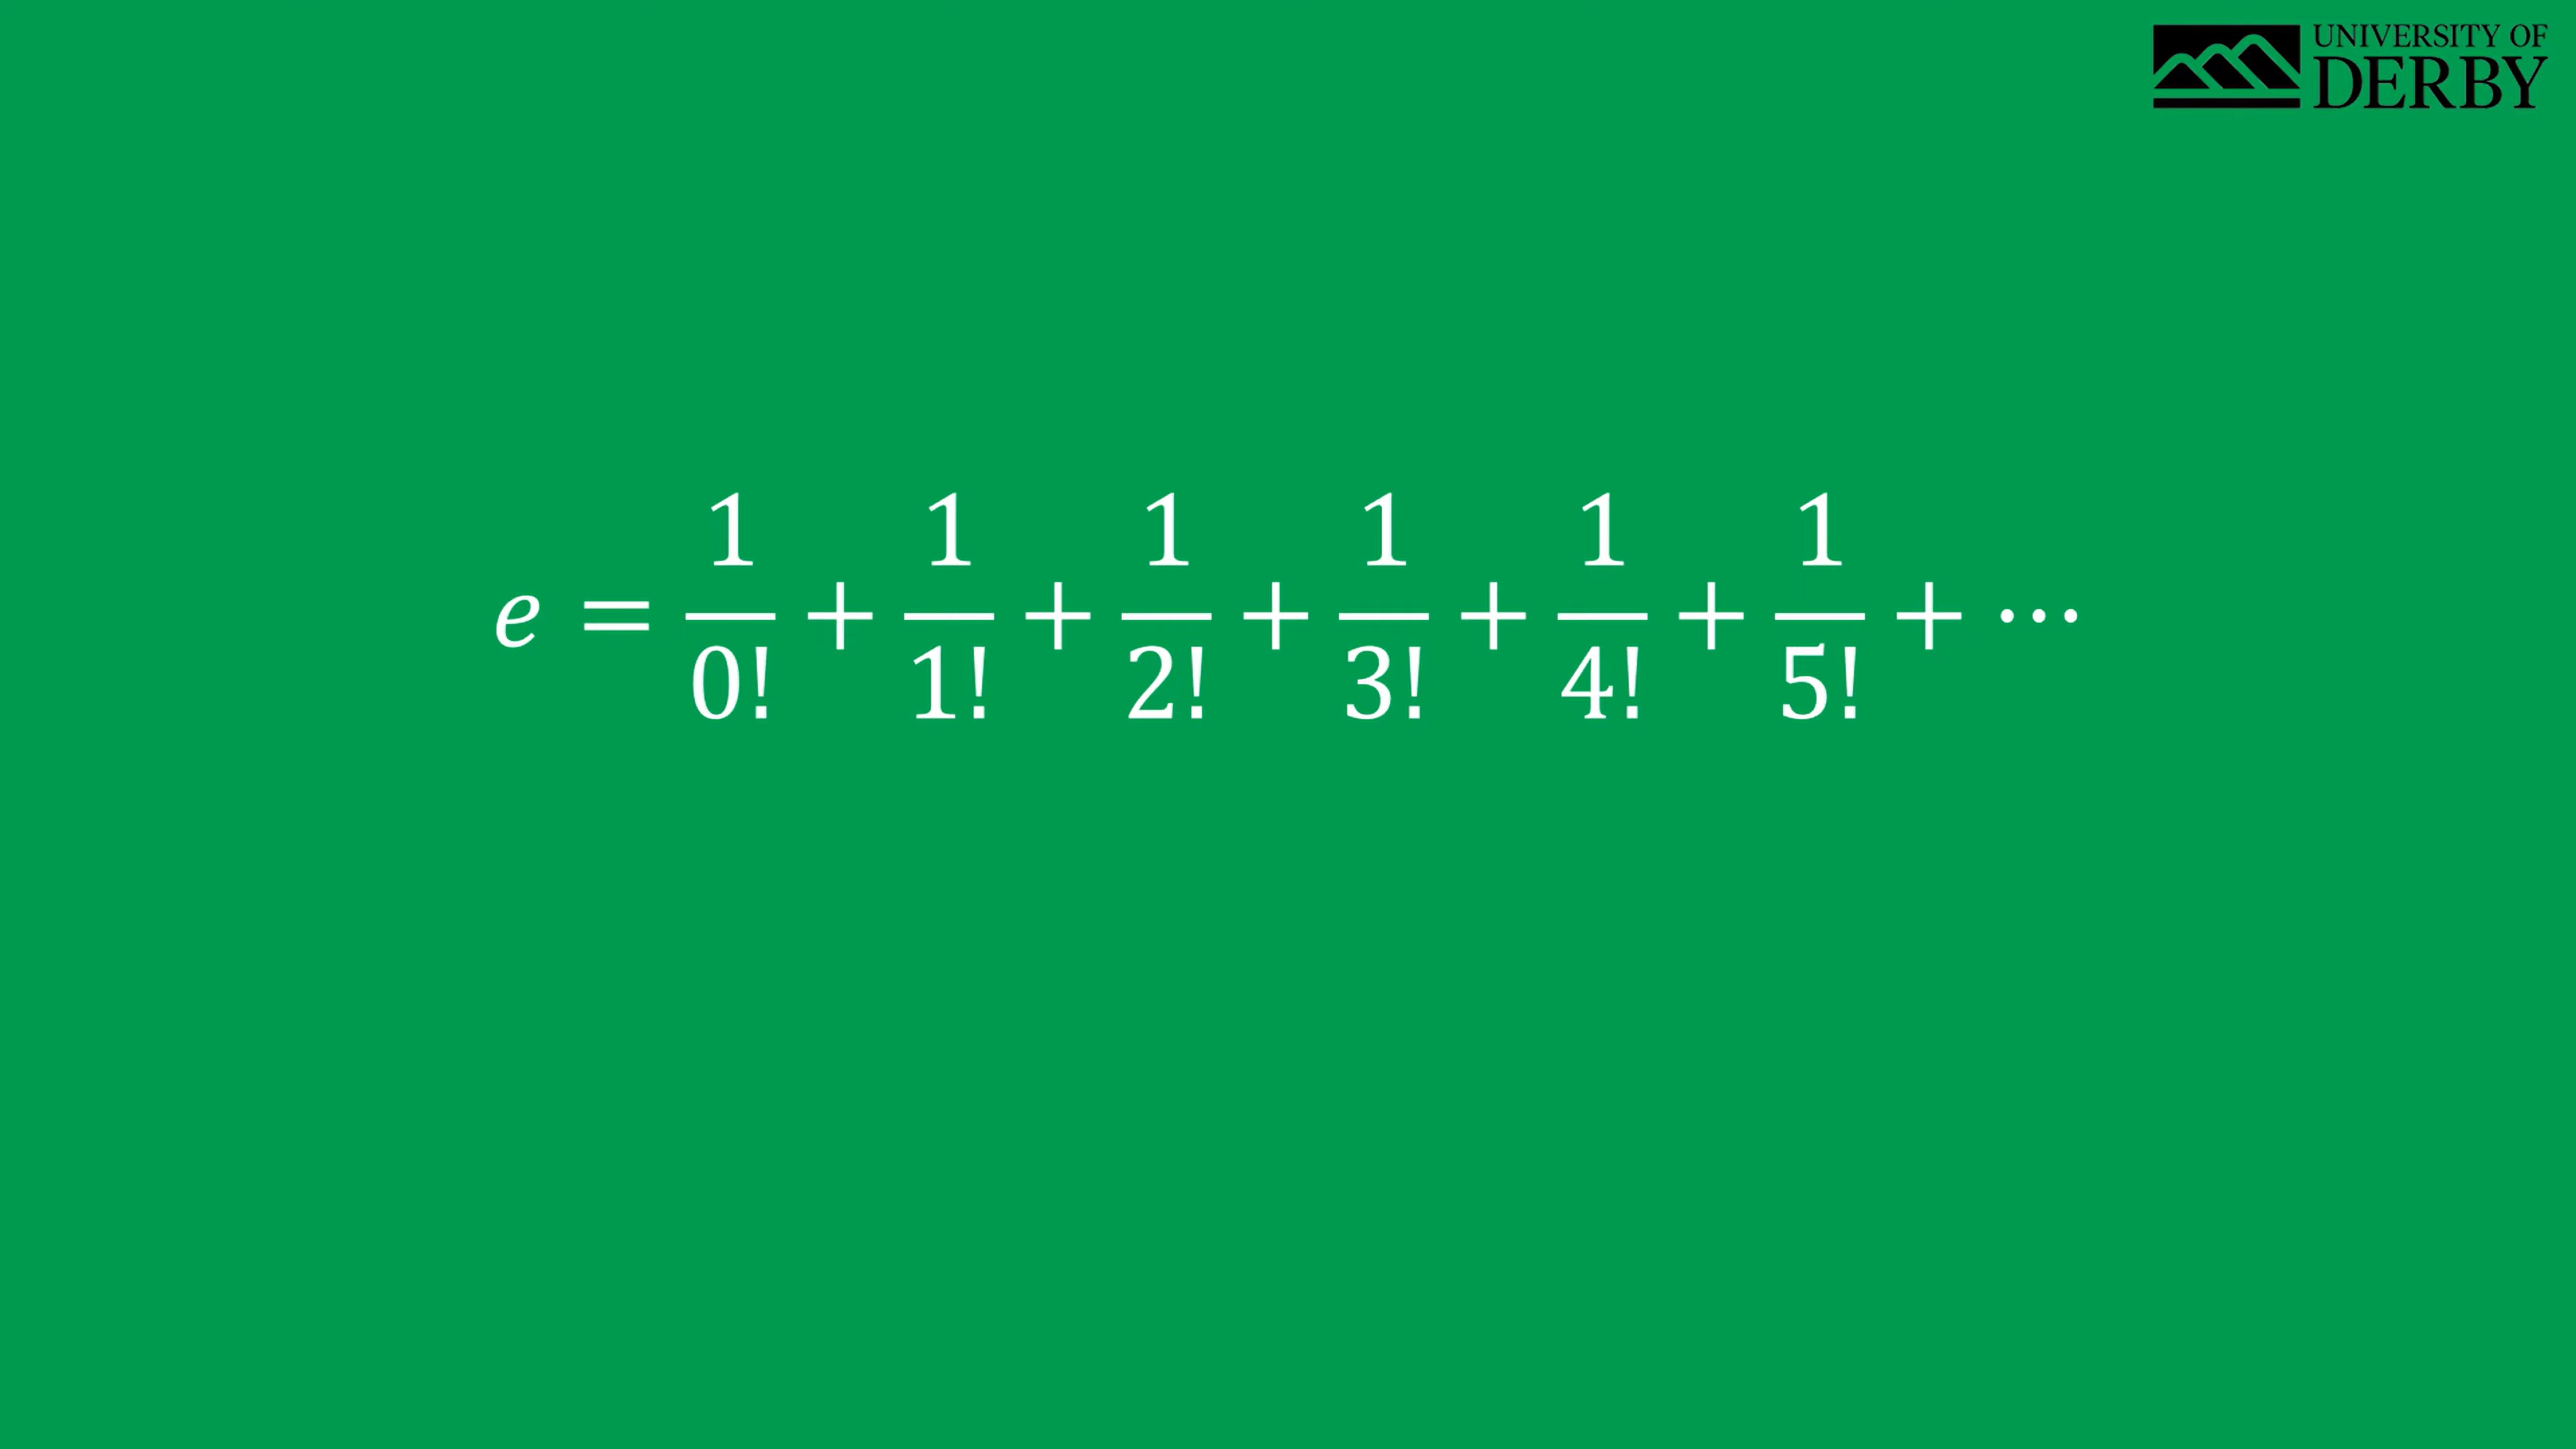 UNIVERSITY OF
DERBY
e = 1/0! + 1/1! + 1/2! + 1/3! + 1/4! + 1/5! + ⋯